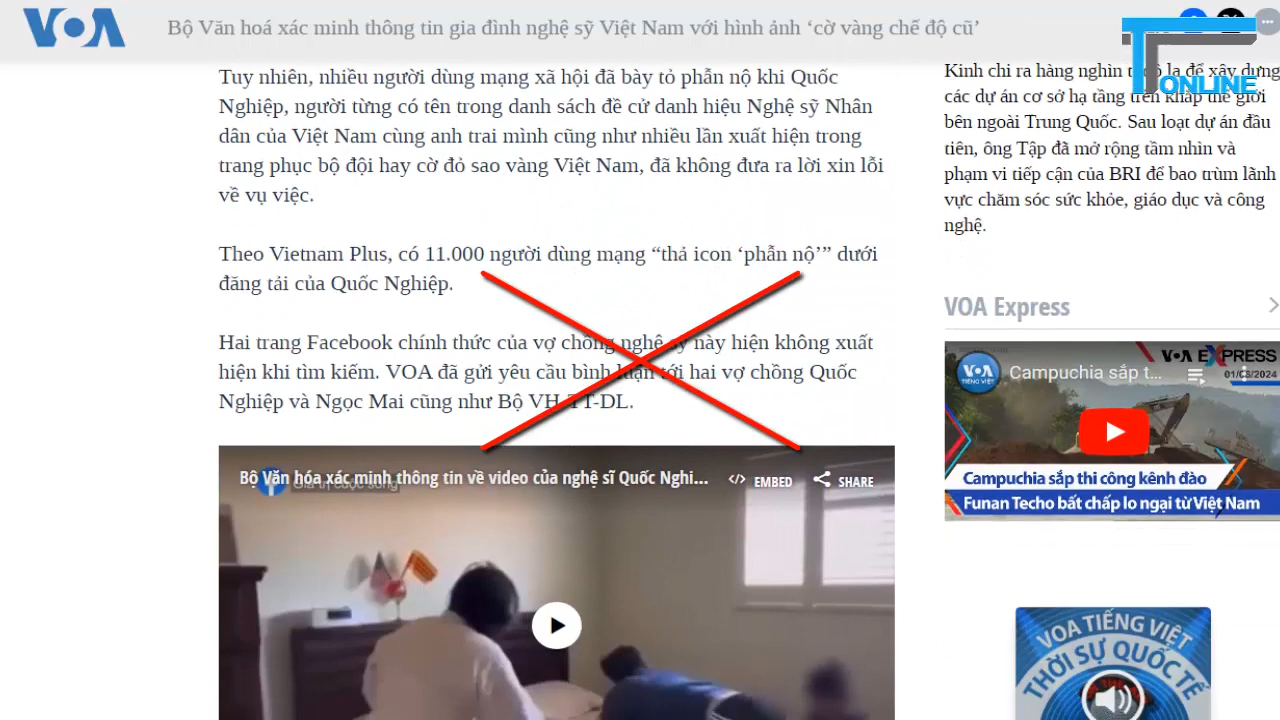 VOA
Bộ Văn hoá xác minh thông tin gia đình nghệ sỹ Việt Nam với hình ảnh ‘cờ vàng chế độ cũ’
ONLINE
Tuy nhiên, nhiều người dùng mạng xã hội đã bày tỏ phẫn nộ khi Quốc
Nghiệp, người từng có tên trong danh sách đề cử danh hiệu Nghệ sỹ Nhân
dân của Việt Nam cùng anh trai mình cũng như nhiều lần xuất hiện trong
trang phục bộ đội hay cờ đỏ sao vàng Việt Nam, đã không đưa ra lời xin lỗi
về vụ việc.
Theo Vietnam Plus, có 11.000 người dùng mạng “thả icon ‘phẫn nộ’” dưới
đăng tải của Quốc Nghiệp.
Hai trang Facebook chính thức của vợ chồng nghệ sỹ này hiện không xuất
hiện khi tìm kiếm. VOA đã gửi yêu cầu bình luận tới hai vợ chồng Quốc
Nghiệp và Ngọc Mai cũng như Bộ VH-TT-DL.
Bộ Văn hóa xác minh thông tin về video của nghệ sĩ Quốc Nghi...
EMBED
SHARE
Giá trị cuộc sống
Kinh chi ra hàng nghìn tỷ đô la để xây dựng
các dự án cơ sở hạ tầng trên khắp thế giới
bên ngoài Trung Quốc. Sau loạt dự án đầu
tiên, ông Tập đã mở rộng tầm nhìn và
phạm vi tiếp cận của BRI để bao trùm lãnh
vực chăm sóc sức khỏe, giáo dục và công
nghệ.
VOA Express
VOA
TIẾNG VIỆT
Campuchia sắp t...
VOA EXPRESS
01/08/2024
Campuchia sắp thi công kênh đào
Funan Techo bất chấp lo ngại từ Việt Nam
VOA TIẾNG VIỆT
THỜI SỰ QUỐC TẾ